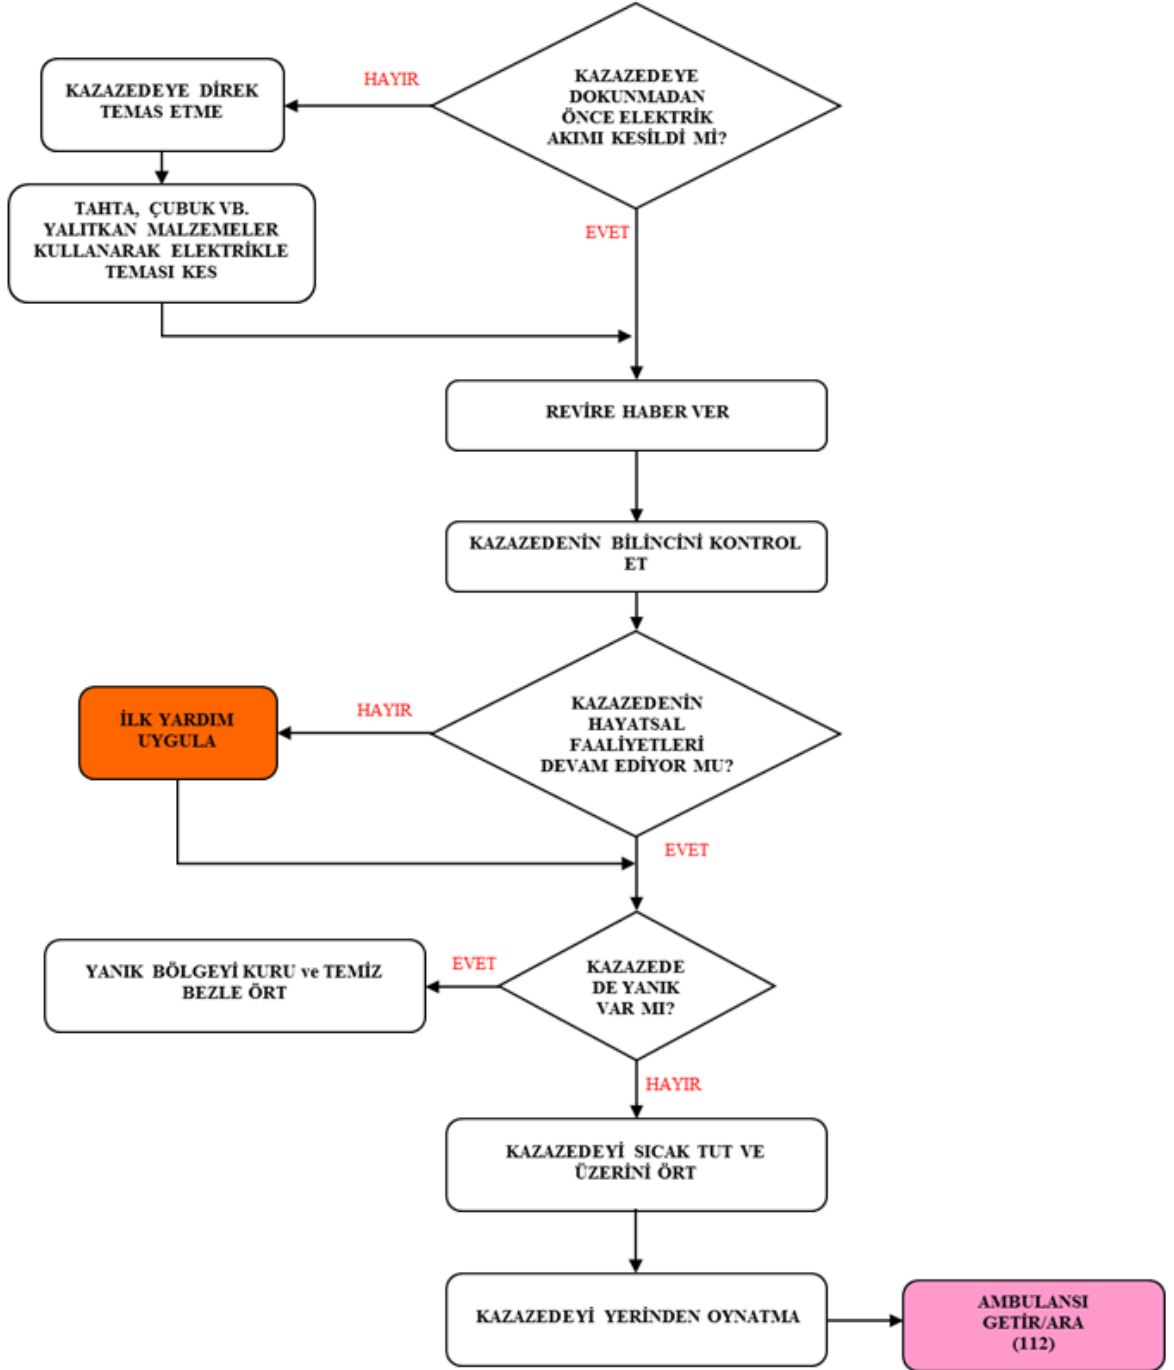 KAZAZEDEYE
DOKUNMADAN
ÖNCE ELEKTRİK
AKIMI KESİLDİ Mİ?
HAYIR
KAZAZEDEYE DİREK
TEMAS ETME
TAHTA, ÇUBUK VB.
YALITKAN MALZEMELER
KULLANARAK ELEKTRİKLE
TEMASI KES
EVET
REVİRE HABER VER
KAZAZEDENİN BİLİNCİNİ KONTROL
ET
KAZAZEDENİN
HAYATSAL
FAALİYETLERİ
DEVAM EDİYOR MU?
HAYIR
İLK YARDIM
UYGULA
EVET
KAZAZEDE
DE YANIK
VAR MI?
EVET
YANIK BÖLGEYİ KURU ve TEMİZ
BEZLE ÖRT
HAYIR
KAZAZEDEYİ SICAK TUT VE
ÜZERİNİ ÖRT
KAZAZEDEYİ YERİNDEN OYNATMA
AMBULANSI
GETİR/ARA
(112)